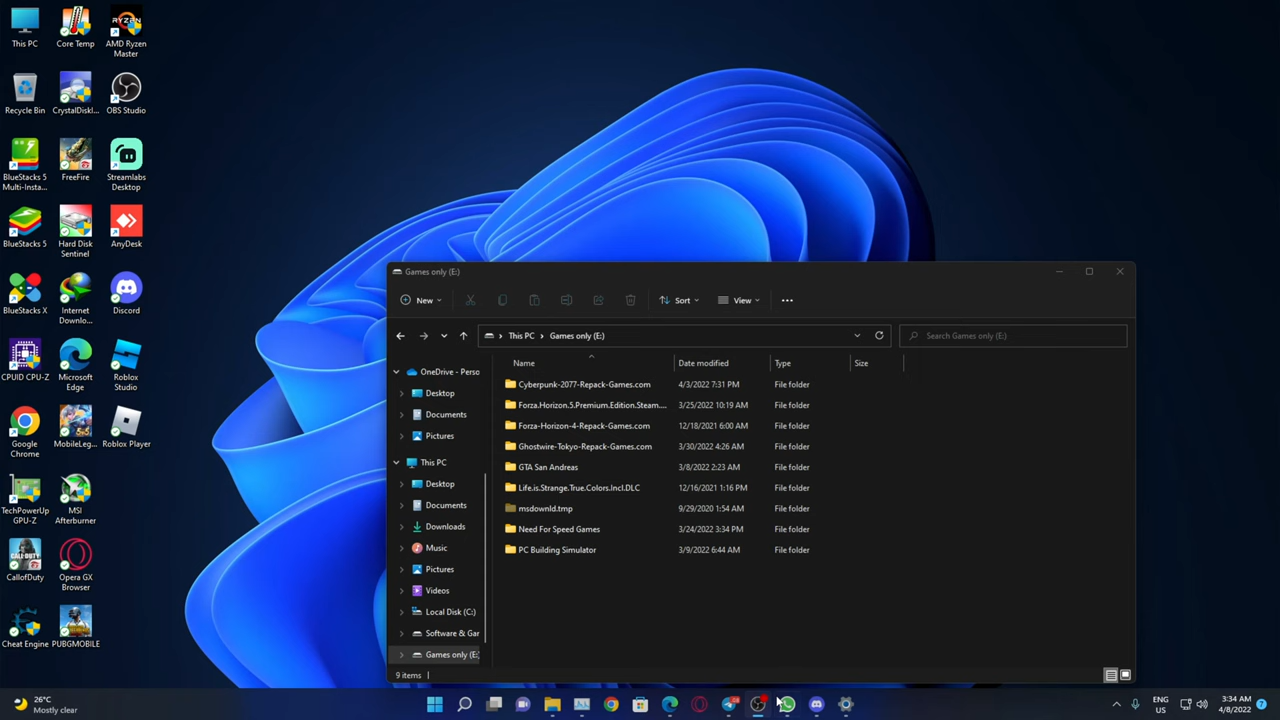 This PC
Core Temp
AMD Ryzen
Master
Recycle Bin
CrystalDiskI...
OBS Studio
BlueStacks 5
Multi-Insta...
FreeFire
Streamlabs
Desktop
BlueStacks 5
Hard Disk
Sentinel
AnyDesk
BlueStacks X
Internet
Downlo...
Discord
CPUID CPU-Z
Microsoft
Edge
Roblox
Studio
Google
Chrome
MobileLeg...
Roblox Player
TechPowerUp
GPU-Z
MSI
Afterburner
CallofDuty
Opera GX
Browser
Cheat Engine
PUBGMOBILE
Games only (E:)
New
Sort
View
This PC
Games only (E:)
Search Games only (E:)
Name
Date modified
Type
Size
OneDrive - Perso
Desktop
Documents
Pictures
This PC
Desktop
Documents
Downloads
Music
Pictures
Videos
Local Disk (C:)
Software & Gar
Games only (E:
Cyberpunk-2077-Repack-Games.com 4/3/2022 7:31 PM File folder
Forza.Horizon.5.Premium.Edition.Steam.... 3/25/2022 10:19 AM File folder
Forza-Horizon-4-Repack-Games.com 12/18/2021 6:00 AM File folder
Ghostwire-Tokyo-Repack-Games.com 3/30/2022 4:26 AM File folder
GTA San Andreas 3/8/2022 2:23 AM File folder
Life.is.Strange.True.Colors.Incl.DLC 12/16/2021 1:16 PM File folder
msdownld.tmp 9/29/2020 1:54 AM File folder
Need For Speed Games 3/24/2022 3:34 PM File folder
PC Building Simulator 3/9/2022 6:44 AM File folder
9 items
26°C
Mostly clear
ENG
US
3:34 AM
4/8/2022